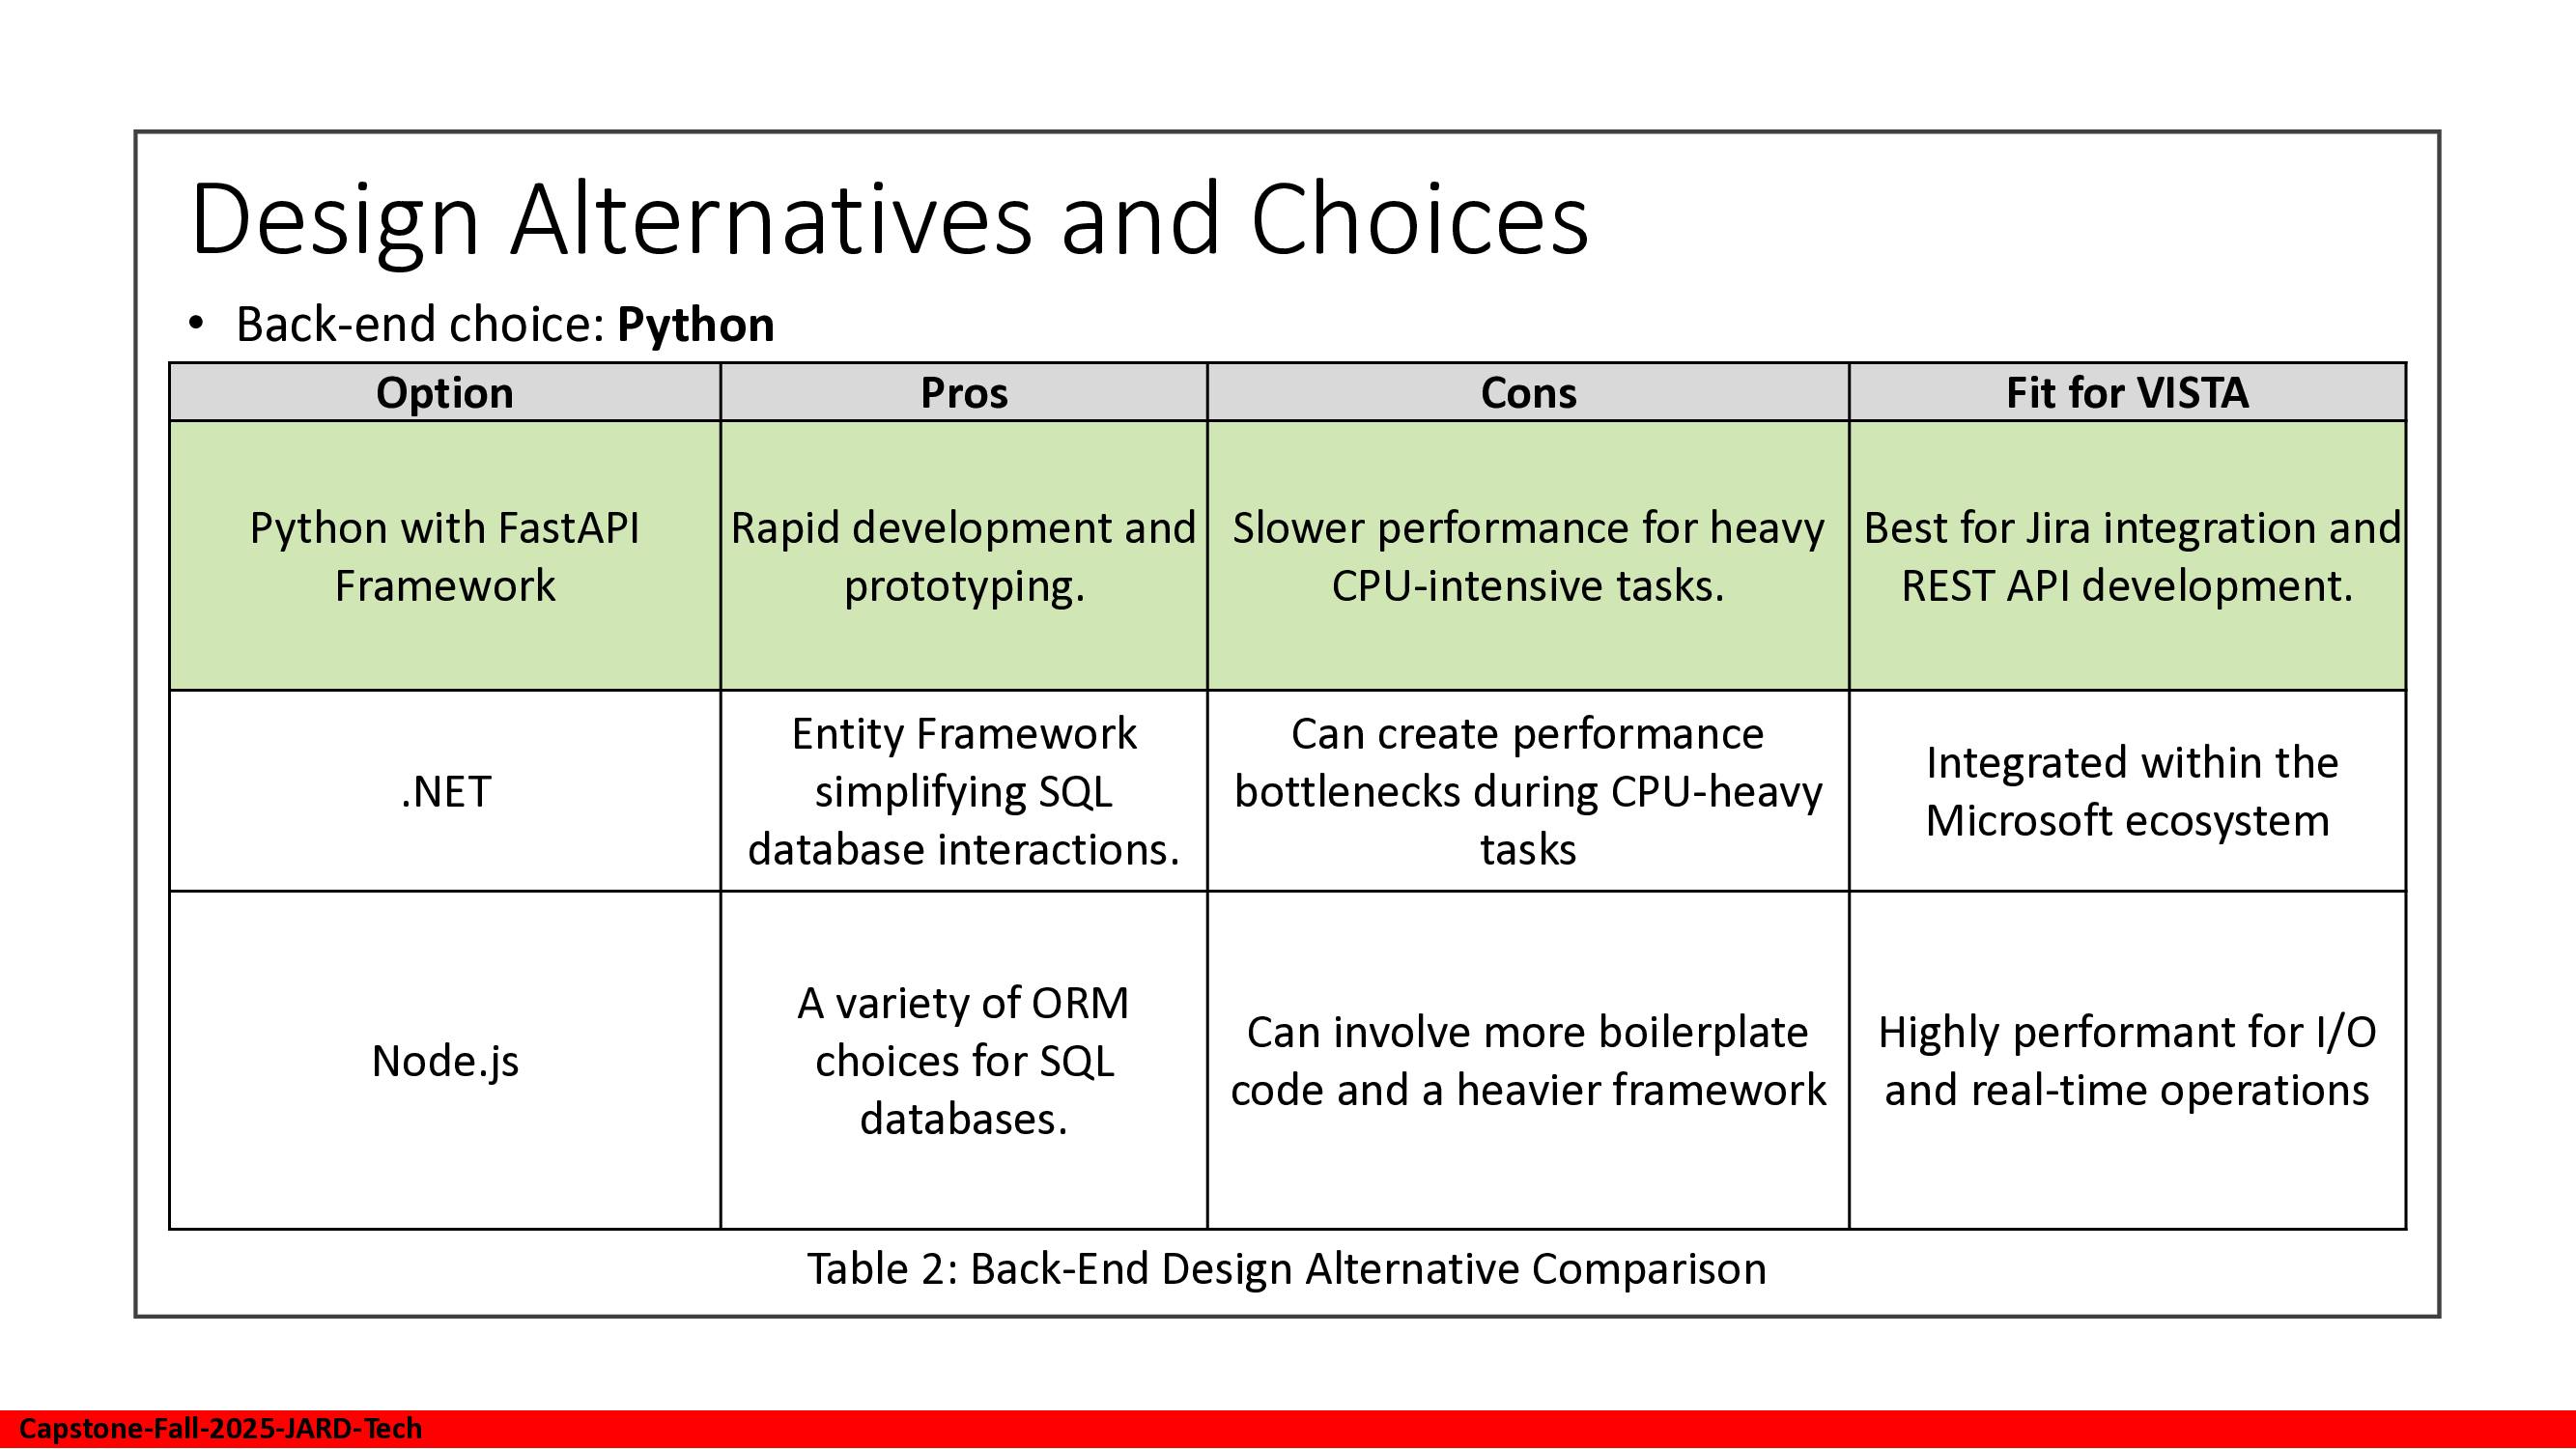 Design Alternatives and Choices
• Back-end choice: Python
Option Pros Cons Fit for VISTA
Python with FastAPI
Framework
Rapid development and
prototyping.
Slower performance for heavy
CPU-intensive tasks.
Best for Jira integration and
REST API development.
.NET
Entity Framework
simplifying SQL
database interactions.
Can create performance
bottlenecks during CPU-heavy
tasks
Integrated within the
Microsoft ecosystem
Node.js
A variety of ORM
choices for SQL
databases.
Can involve more boilerplate
code and a heavier framework
Highly performant for I/O
and real-time operations
Table 2: Back-End Design Alternative Comparison
Capstone-Fall-2025-JARD-Tech